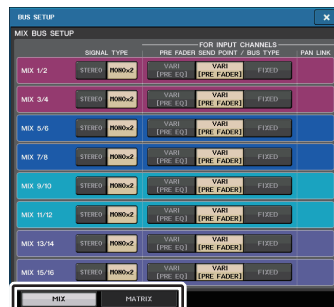 BUS SETUP ×
MIX BUS SETUP
FOR INPUT CHANNELS
SIGNAL TYPE PRE FADER SEND POINT / BUS TYPE PAN LINK
MIX 1/2 STEREO MONOx2 VARI [PRE EQ] VARI [PRE FADER] FIXED
MIX 3/4 STEREO MONOx2 VARI [PRE EQ] VARI [PRE FADER] FIXED
MIX 5/6 STEREO MONOx2 VARI [PRE EQ] VARI [PRE FADER] FIXED
MIX 7/8 STEREO MONOx2 VARI [PRE EQ] VARI [PRE FADER] FIXED
MIX 9/10 STEREO MONOx2 VARI [PRE EQ] VARI [PRE FADER] FIXED
MIX 11/12 STEREO MONOx2 VARI [PRE EQ] VARI [PRE FADER] FIXED
MIX 13/14 STEREO MONOx2 VARI [PRE EQ] VARI [PRE FADER] FIXED
MIX 15/16 STEREO MONOx2 VARI [PRE EQ] VARI [PRE FADER] FIXED
MIX MATRIX